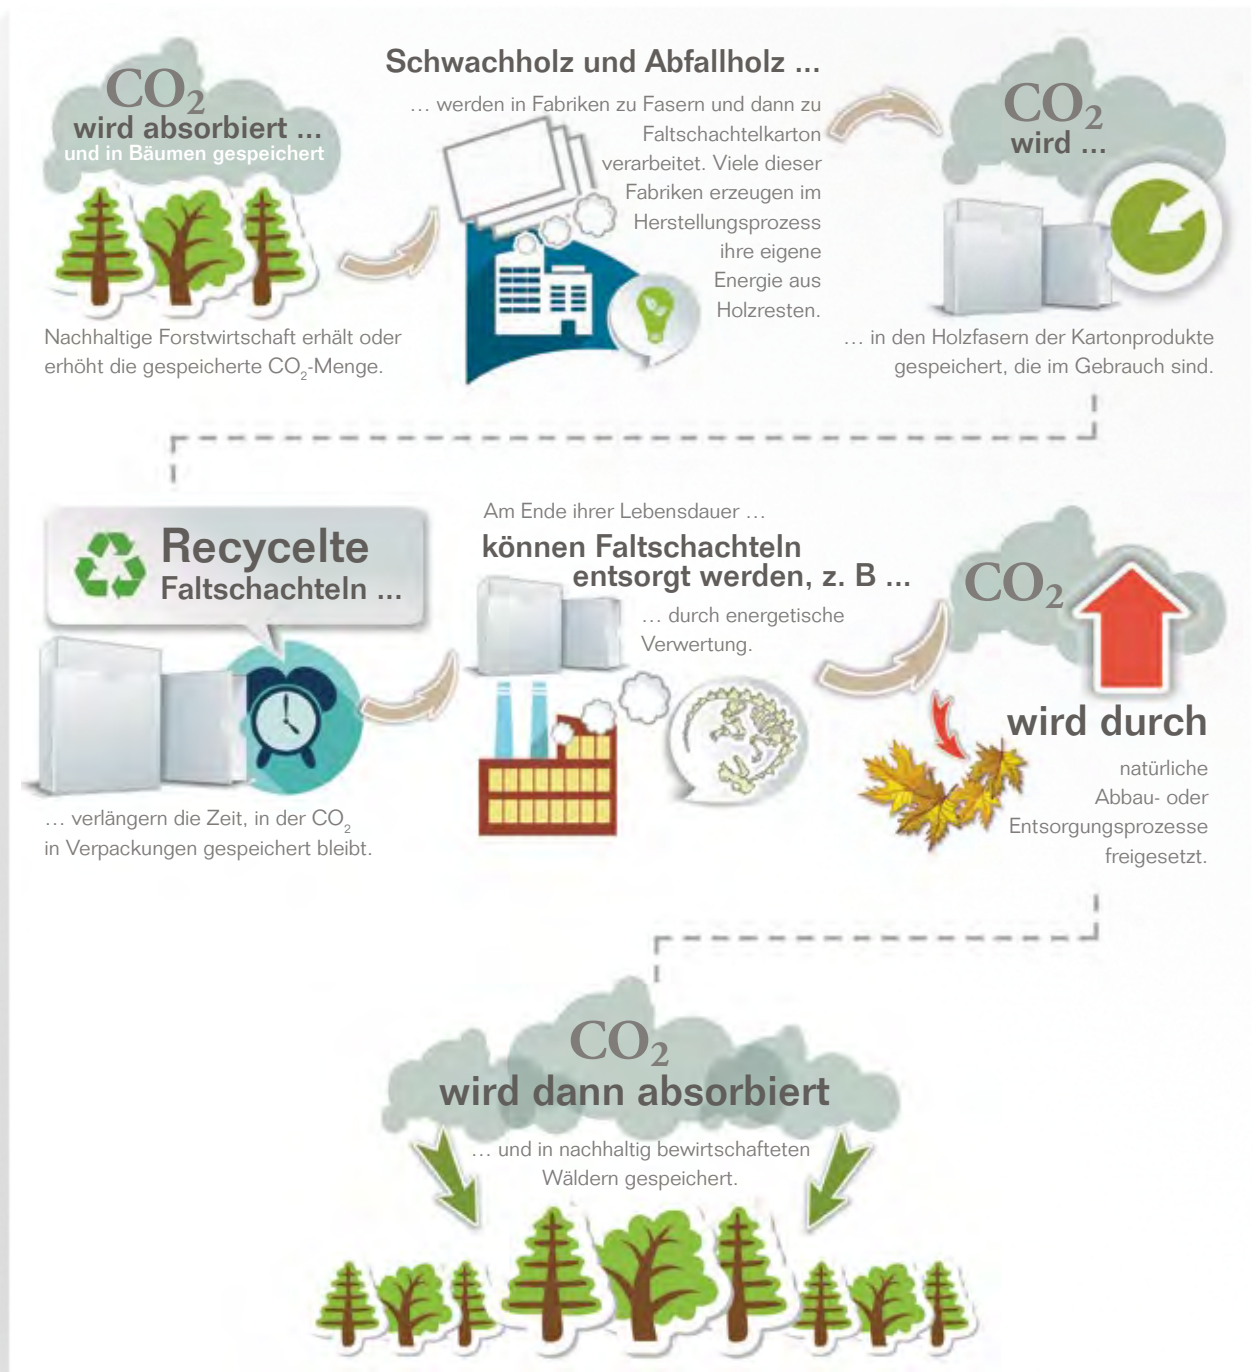 CO₂
wird absorbiert ...
und in Bäumen gespeichert
Nachhaltige Forstwirtschaft erhält oder
erhöht die gespeicherte CO₂-Menge.
Schwachholz und Abfallholz ...
... werden in Fabriken zu Fasern und dann zu
Faltschachtelkarton
verarbeitet. Viele dieser
Fabriken erzeugen im
Herstellungsprozess
ihre eigene
Energie aus
Holzresten.
CO₂
wird ...
... in den Holzfasern der Kartonprodukte
gespeichert, die im Gebrauch sind.
Recycelte
Faltschachteln ...
... verlängern die Zeit, in der CO₂
in Verpackungen gespeichert bleibt.
Am Ende ihrer Lebensdauer ...
können Faltschachteln
entsorgt werden, z. B ...
... durch energetische
Verwertung.
CO₂
wird durch
natürliche
Abbau- oder
Entsorgungsprozesse
freigesetzt.
CO₂
wird dann absorbiert
... und in nachhaltig bewirtschafteten
Wäldern gespeichert.